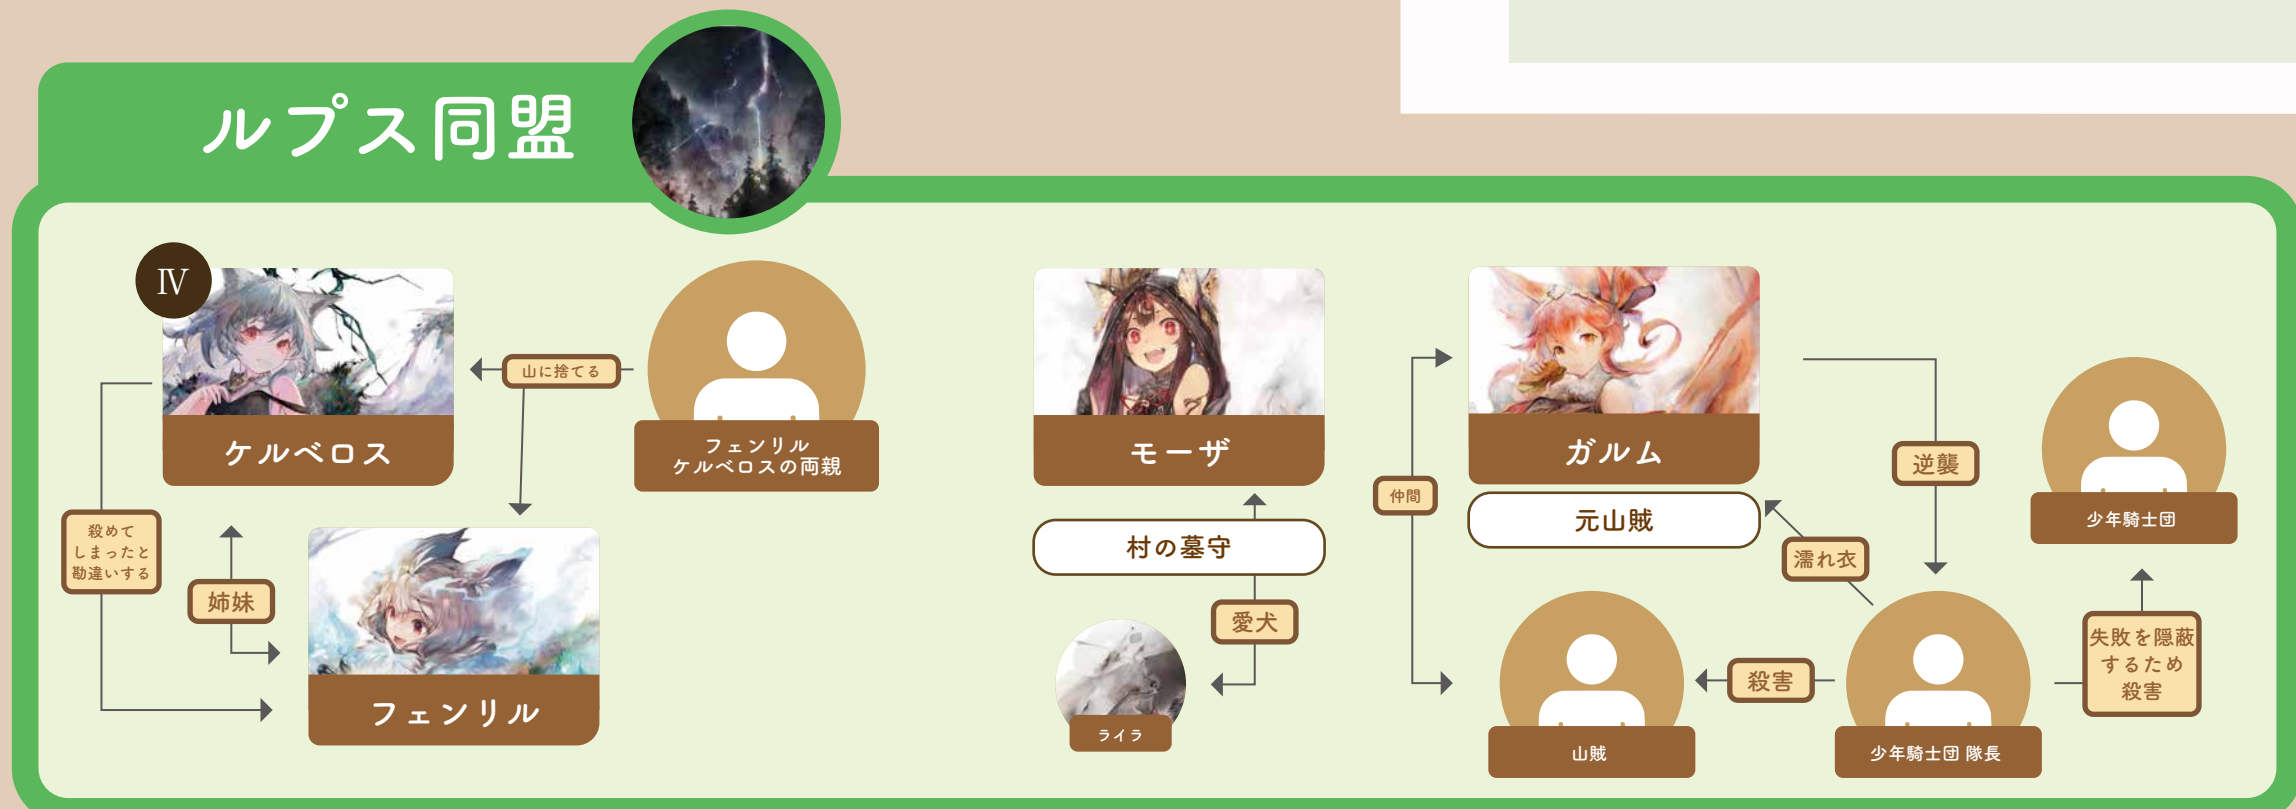 ルプス同盟
Ⅳ
ケルベロス
山に捨てる
フェンリル
ケルベロスの両親
殺めて
しまったと
勘違いする
姉妹
フェンリル
モーザ
村の墓守
愛犬
ライラ
仲間
ガルム
元山賊
逆襲
濡れ衣
少年騎士団
山賊
殺害
少年騎士団 隊長
失敗を隠蔽
するため
殺害